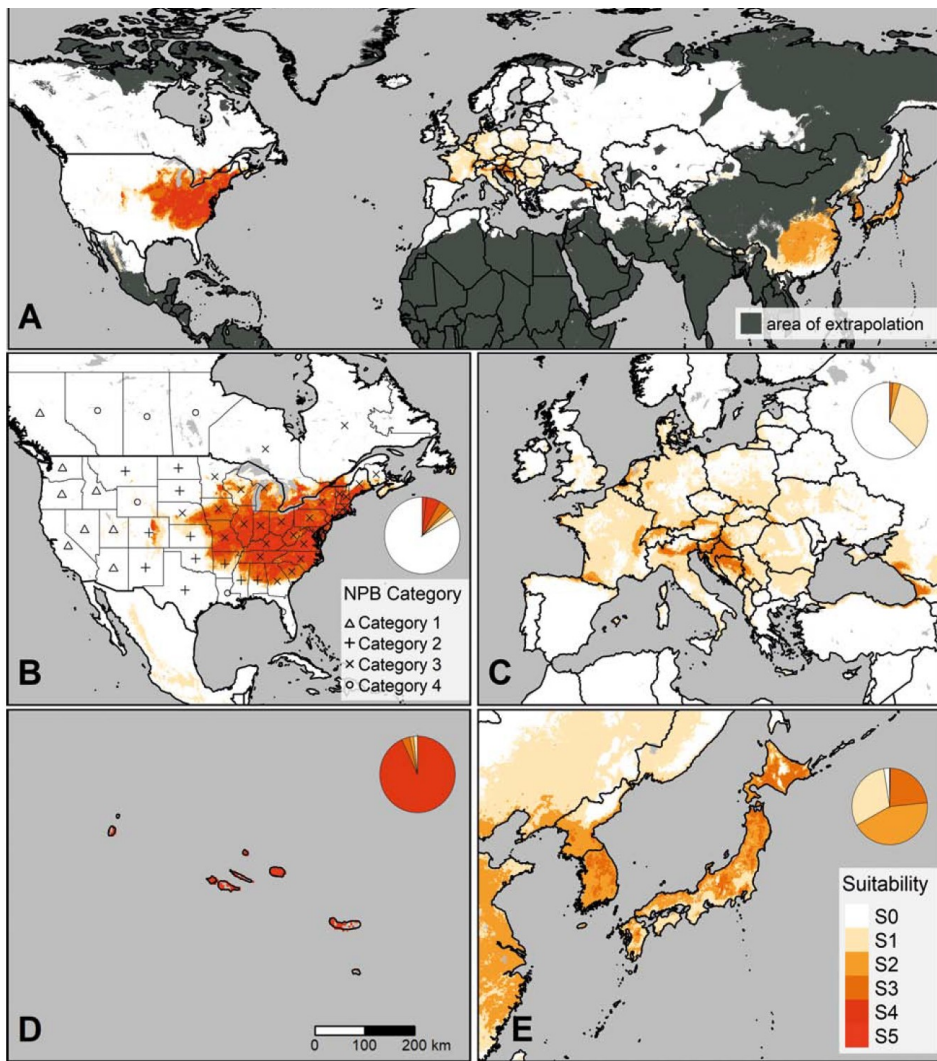 A
area of extrapolation
B
NPB Category
Category 1
Category 2
Category 3
Category 4
C
D
0 100 200 km
E
Suitability
S0
S1
S2
S3
S4
S5